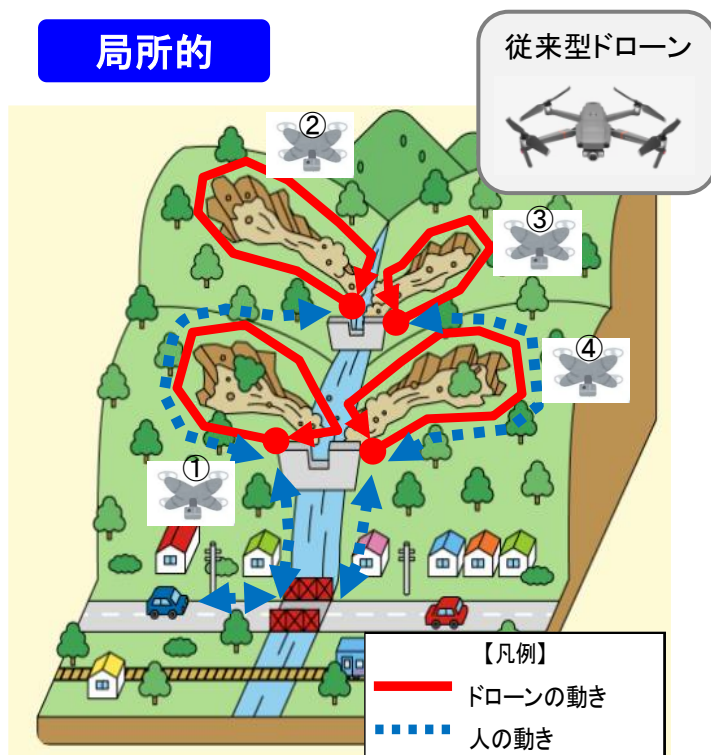 局所的
従来型ドローン
②
③
④
①
【凡例】
ドローンの動き
人の動き